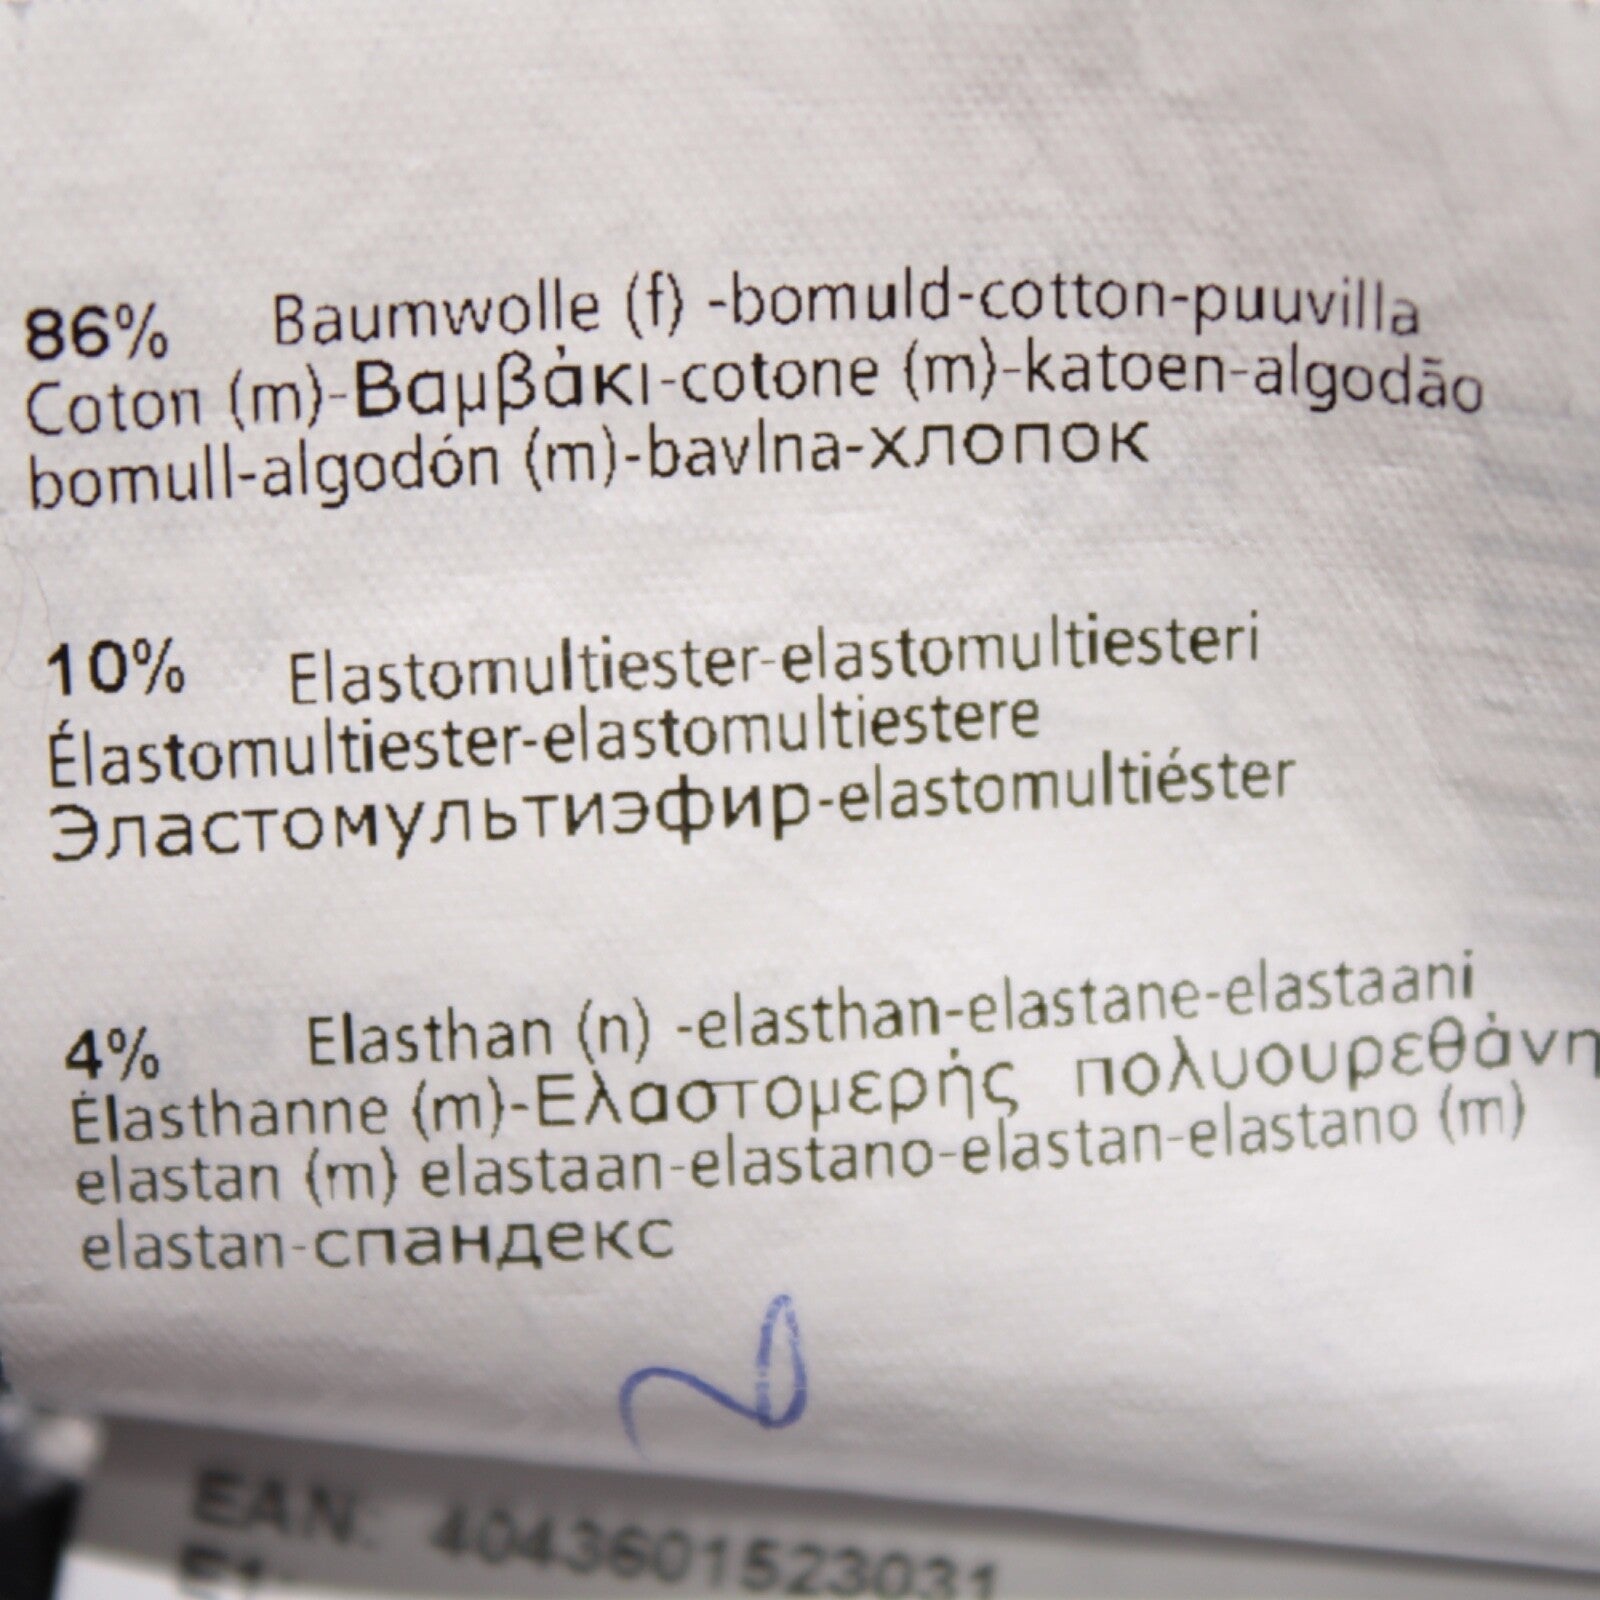 86% Baumwolle (f) -bomuld-cotton-puuvilla
Coton (m)-Βαμβάκι-cotone (m)-katoen-algodão
bomull-algodón (m)-bavlna-хлопок
10% Elastomultiester-elastomultiesteri
Élastomultiester-elastomultiestere
Эластомультиэфир-elastomultiéster
4% Elasthan (n) -elasthan-elastane-elastaani
Élasthanne (m)-Ελαστομερής πολυουρεθάνη
elastan (m) elastaan-elastano-elastan-elastano (m)
elastan-спандекс
EAN: 4043601523031